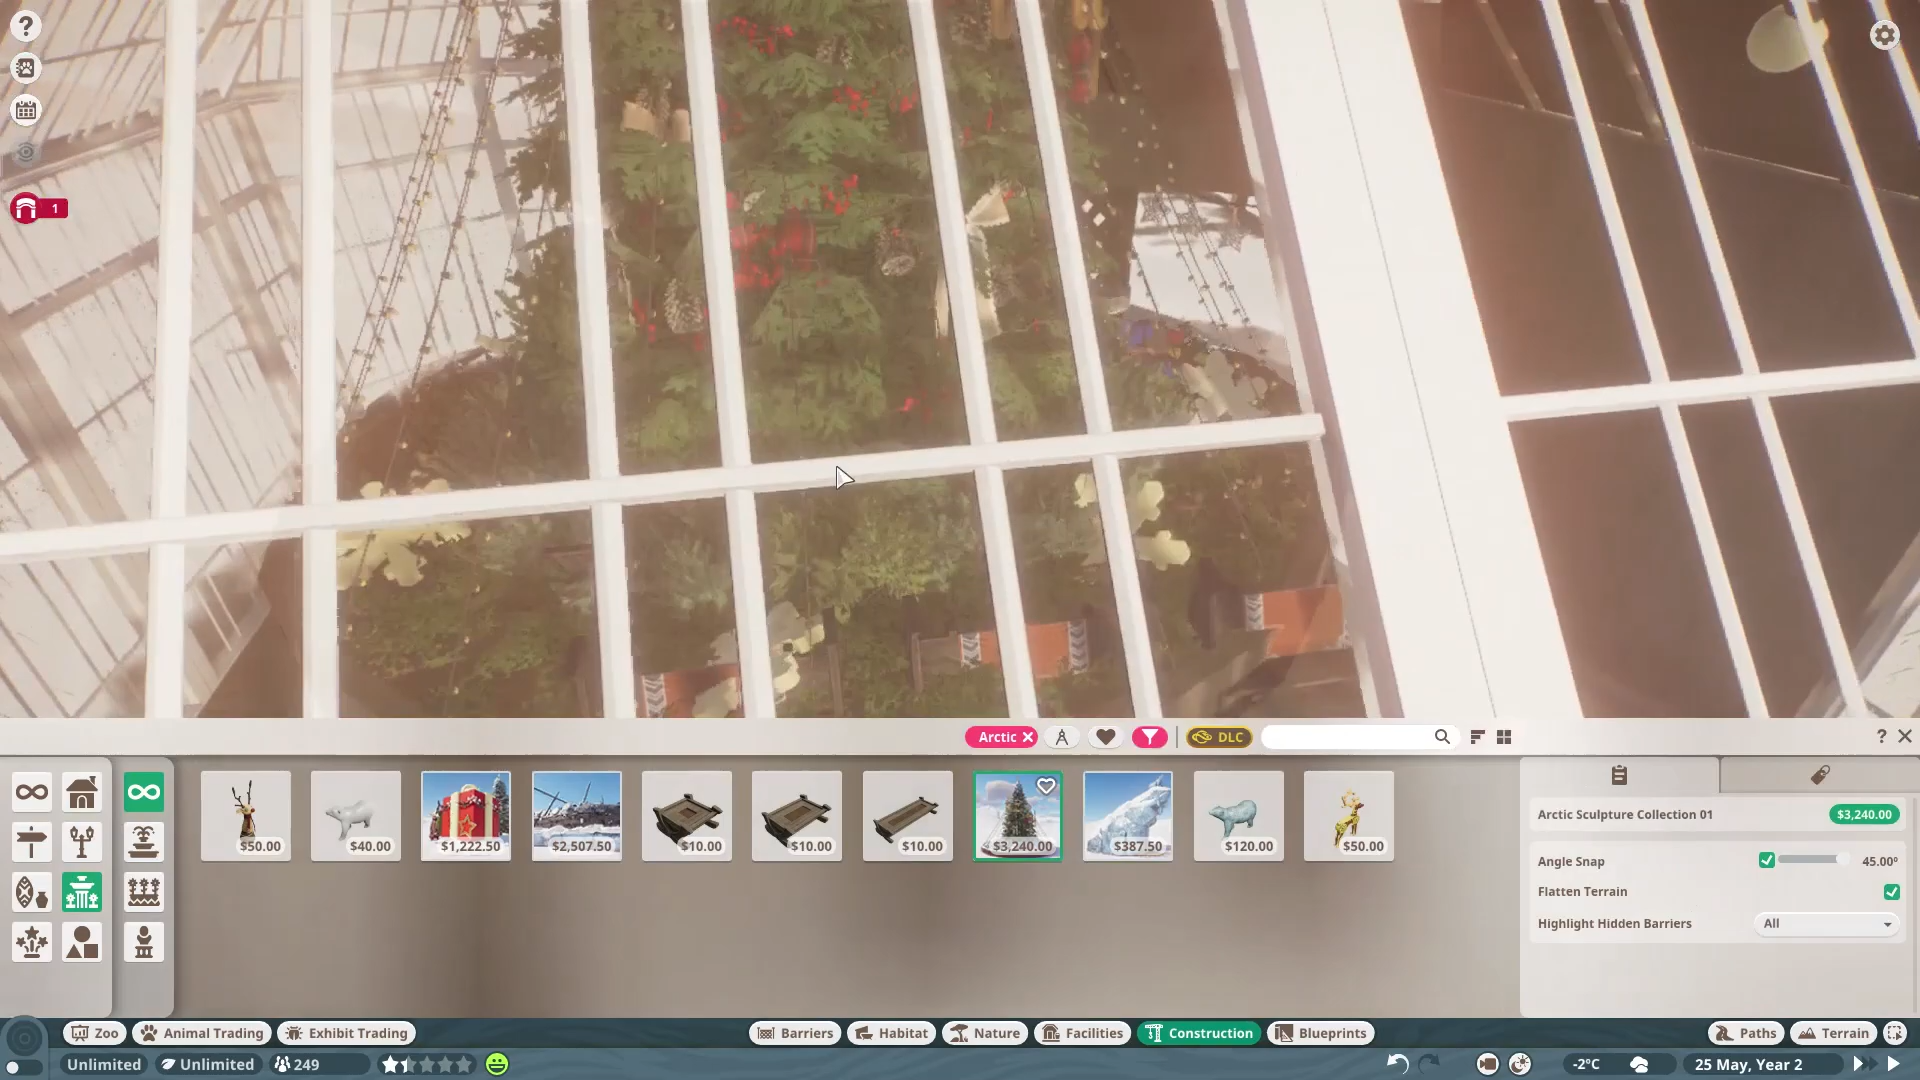 ?
1
Arctic ×
DLC
? ×
$50.00
$40.00
$1,222.50
$2,507.50
$10.00
$10.00
$10.00
$3,240.00
$387.50
$120.00
$50.00
Arctic Sculpture Collection 01
$3,240.00
Angle Snap
45.00°
Flatten Terrain
Highlight Hidden Barriers
All
Zoo
Animal Trading
Exhibit Trading
Barriers
Habitat
Nature
Facilities
Construction
Blueprints
Paths
Terrain
Unlimited
Unlimited
249
-2°C
25 May, Year 2